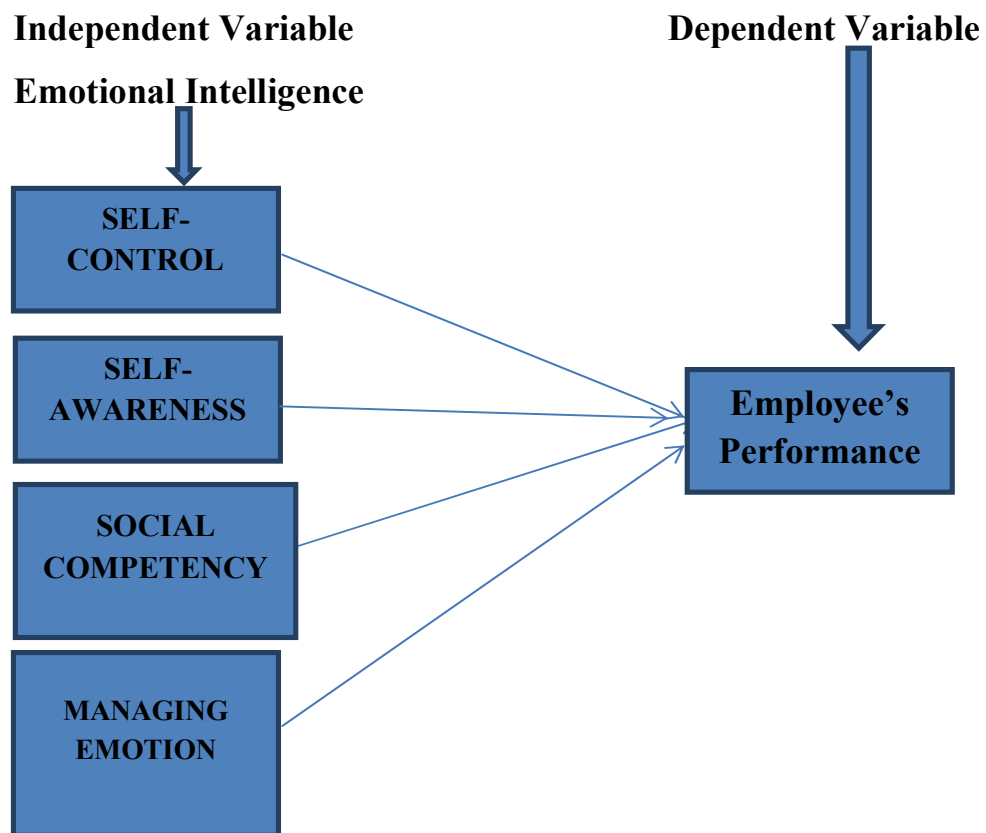 Independent Variable
Dependent Variable
Emotional Intelligence
SELF-
CONTROL
SELF-
AWARENESS
SOCIAL
COMPETENCY
MANAGING
EMOTION
Employee’s
Performance